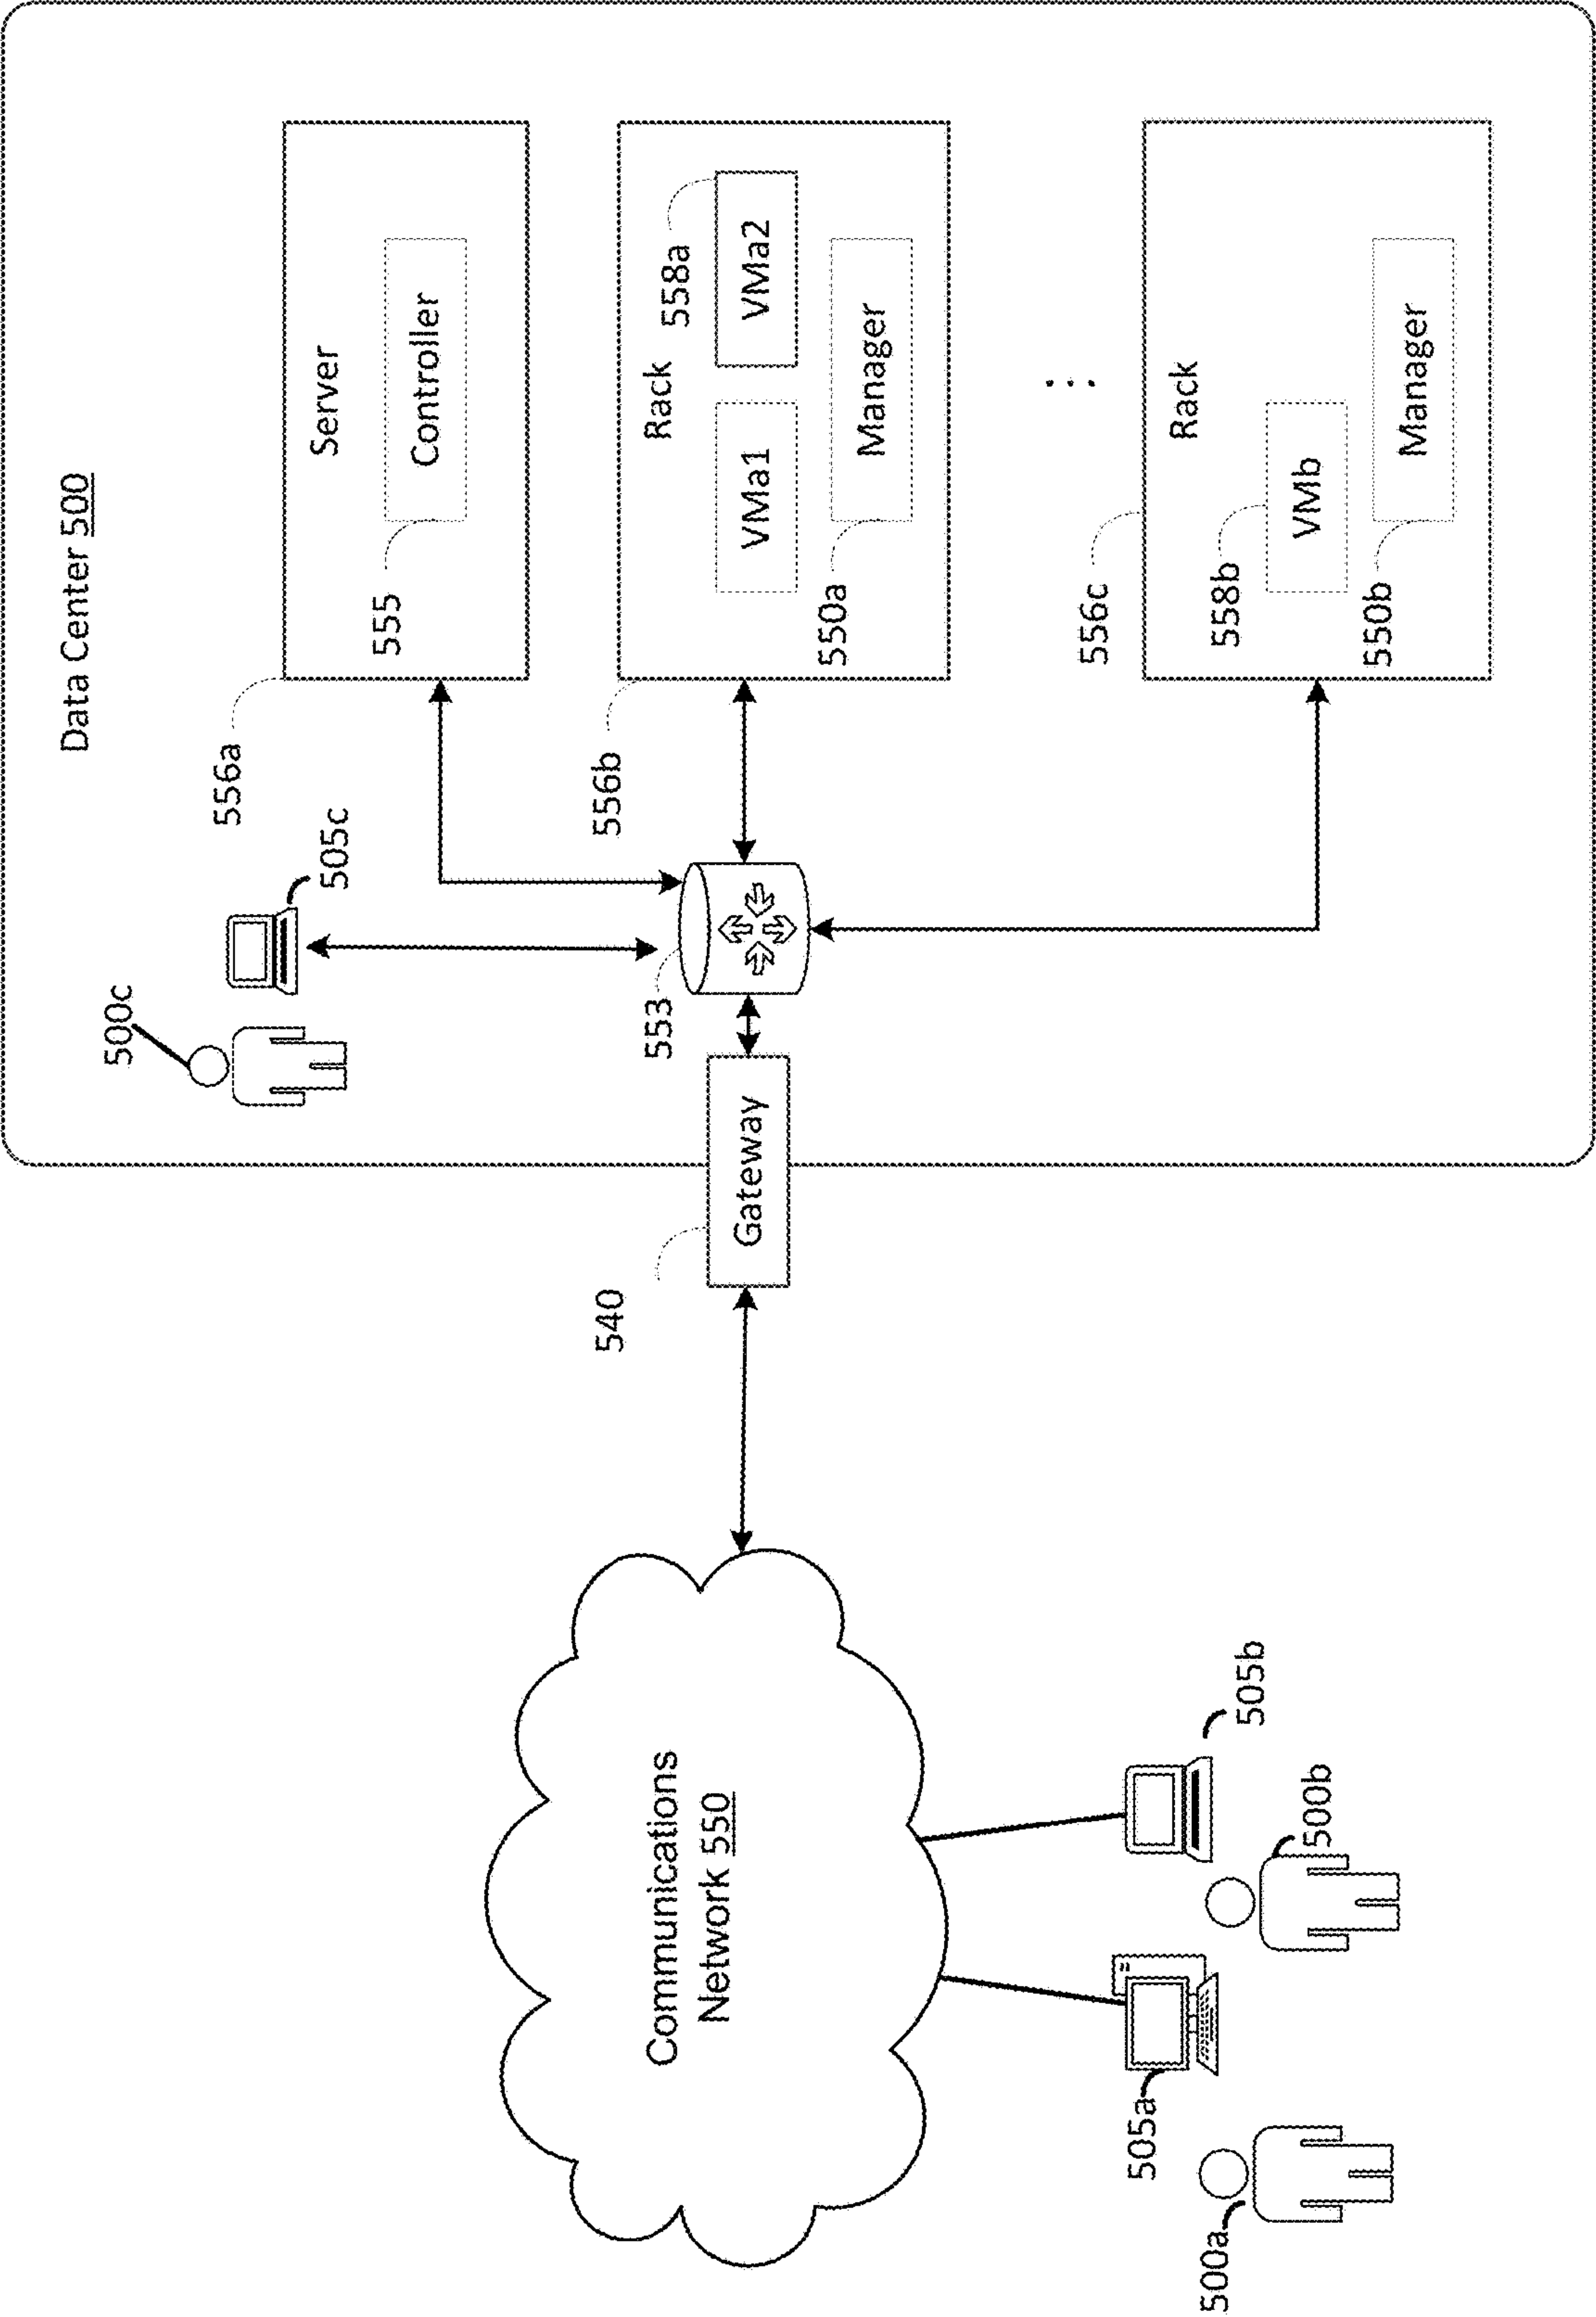 Data Center 500
500c
505c
556a
Server
555
Controller
553
556b
Rack
558a
VMa1
VMa2
550a
Manager
...
556c
Rack
558b
VMb
550b
Manager
540
Gateway
Communications
Network 550
505a
505b
500a
500b